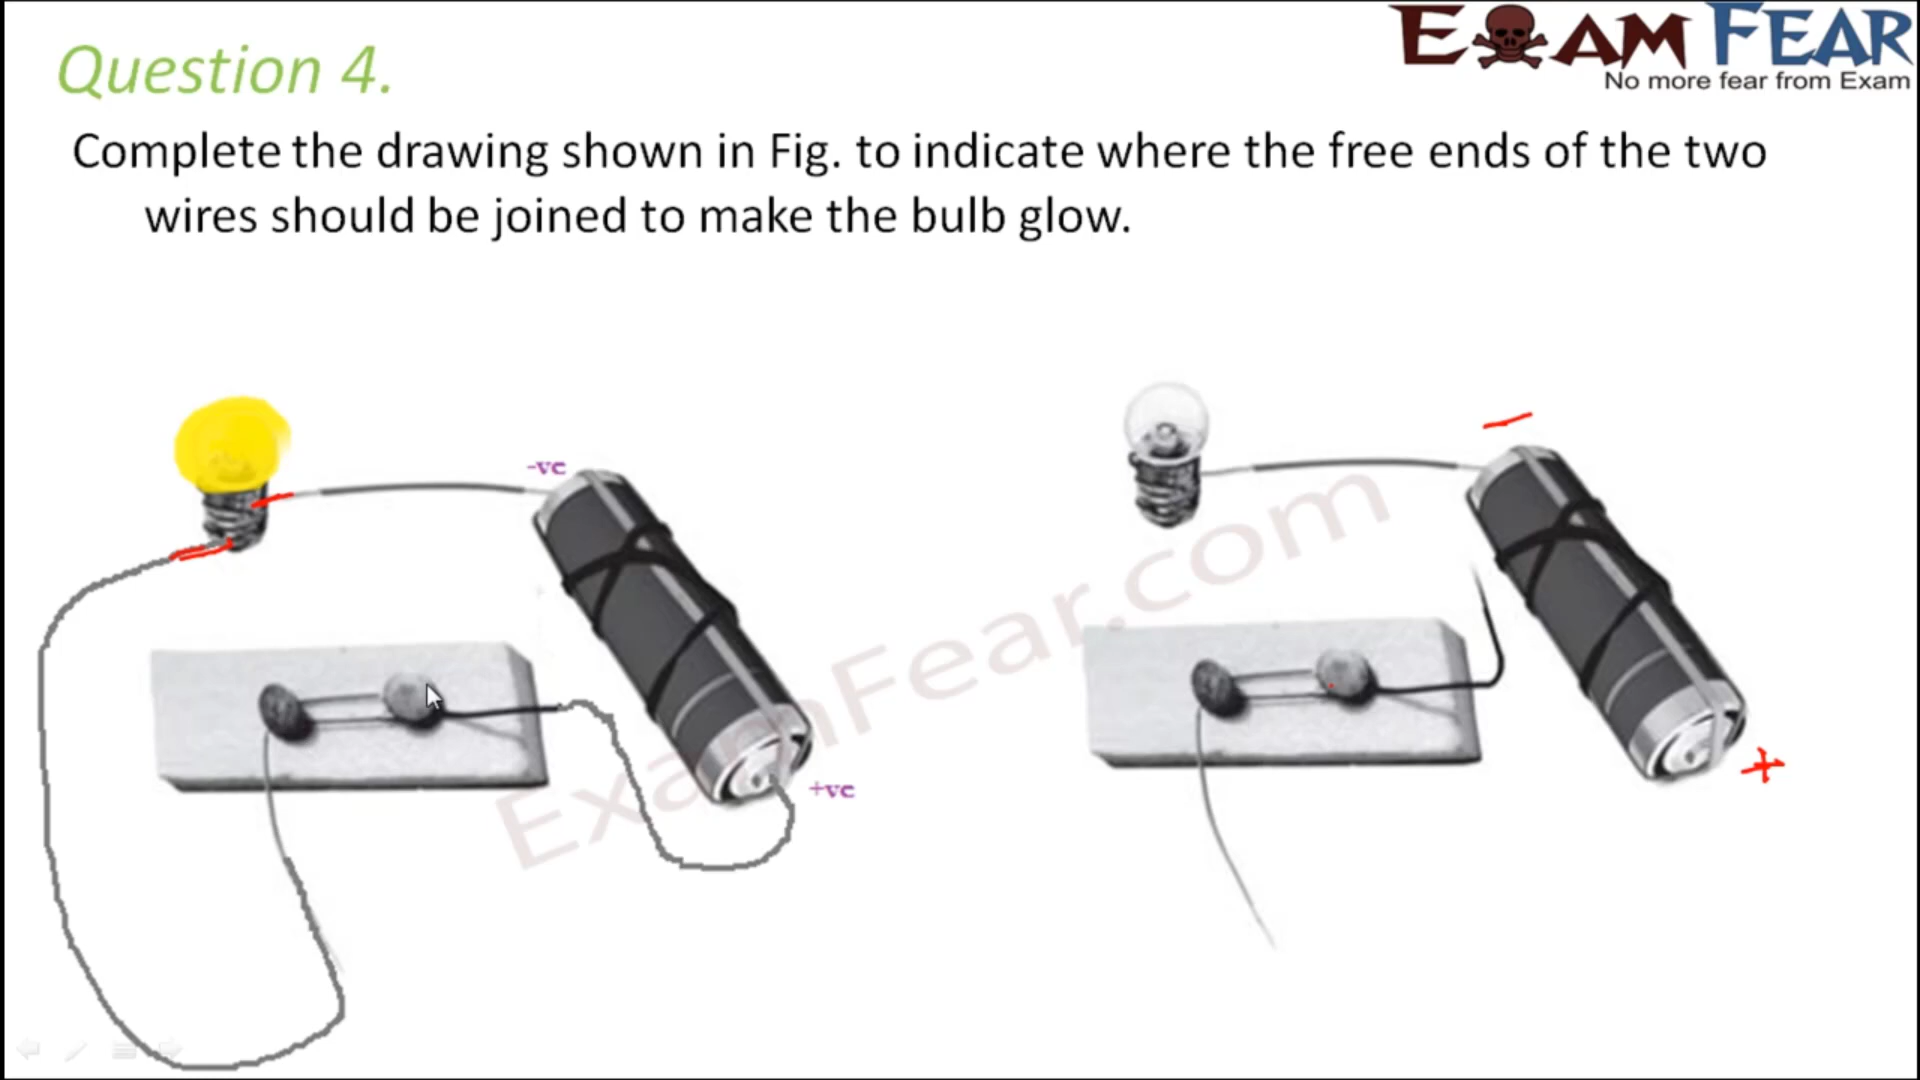 Question 4.
EXAM FEAR
No more fear from Exam
Complete the drawing shown in Fig. to indicate where the free ends of the two
wires should be joined to make the bulb glow.
-ve
+ve
ExamFear.com